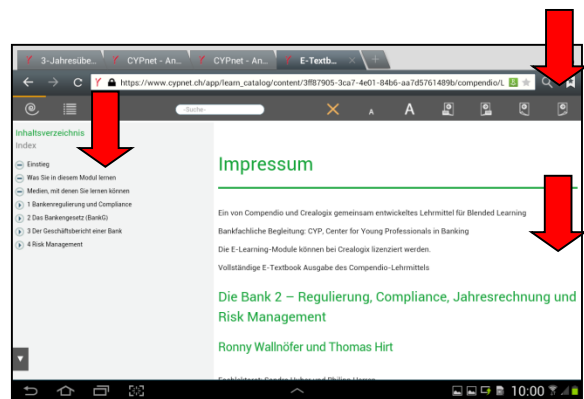 3-Jahresübe...
CYPnet - An...
CYPnet - An...
E-Textb...
https://www.cypnet.ch/app/learn_catalog/content/3ff87905-3ca7-4e01-84b6-aa7d5761489b/compendio/L
-Suche-
A
A
Inhaltsverzeichnis
Index
Einstieg
Was Sie in diesem Modul lernen
Medien, mit denen Sie lernen können
1 Bankenregulierung und Compliance
2 Das Bankengesetz (BankG)
3 Der Geschäftsbericht einer Bank
4 Risk Management
Impressum
Ein von Compendio und Crealogix gemeinsam entwickeltes Lehrmittel für Blended Learning
Bankfachliche Begleitung: CYP, Center for Young Professionals in Banking
Die E-Learning-Module können bei Crealogix lizenziert werden.
Vollständige E-Textbook Ausgabe des Compendio-Lehrmittels
Die Bank 2 – Regulierung, Compliance, Jahresrechnung und
Risk Management
Ronny Wallnöfer und Thomas Hirt
10:00